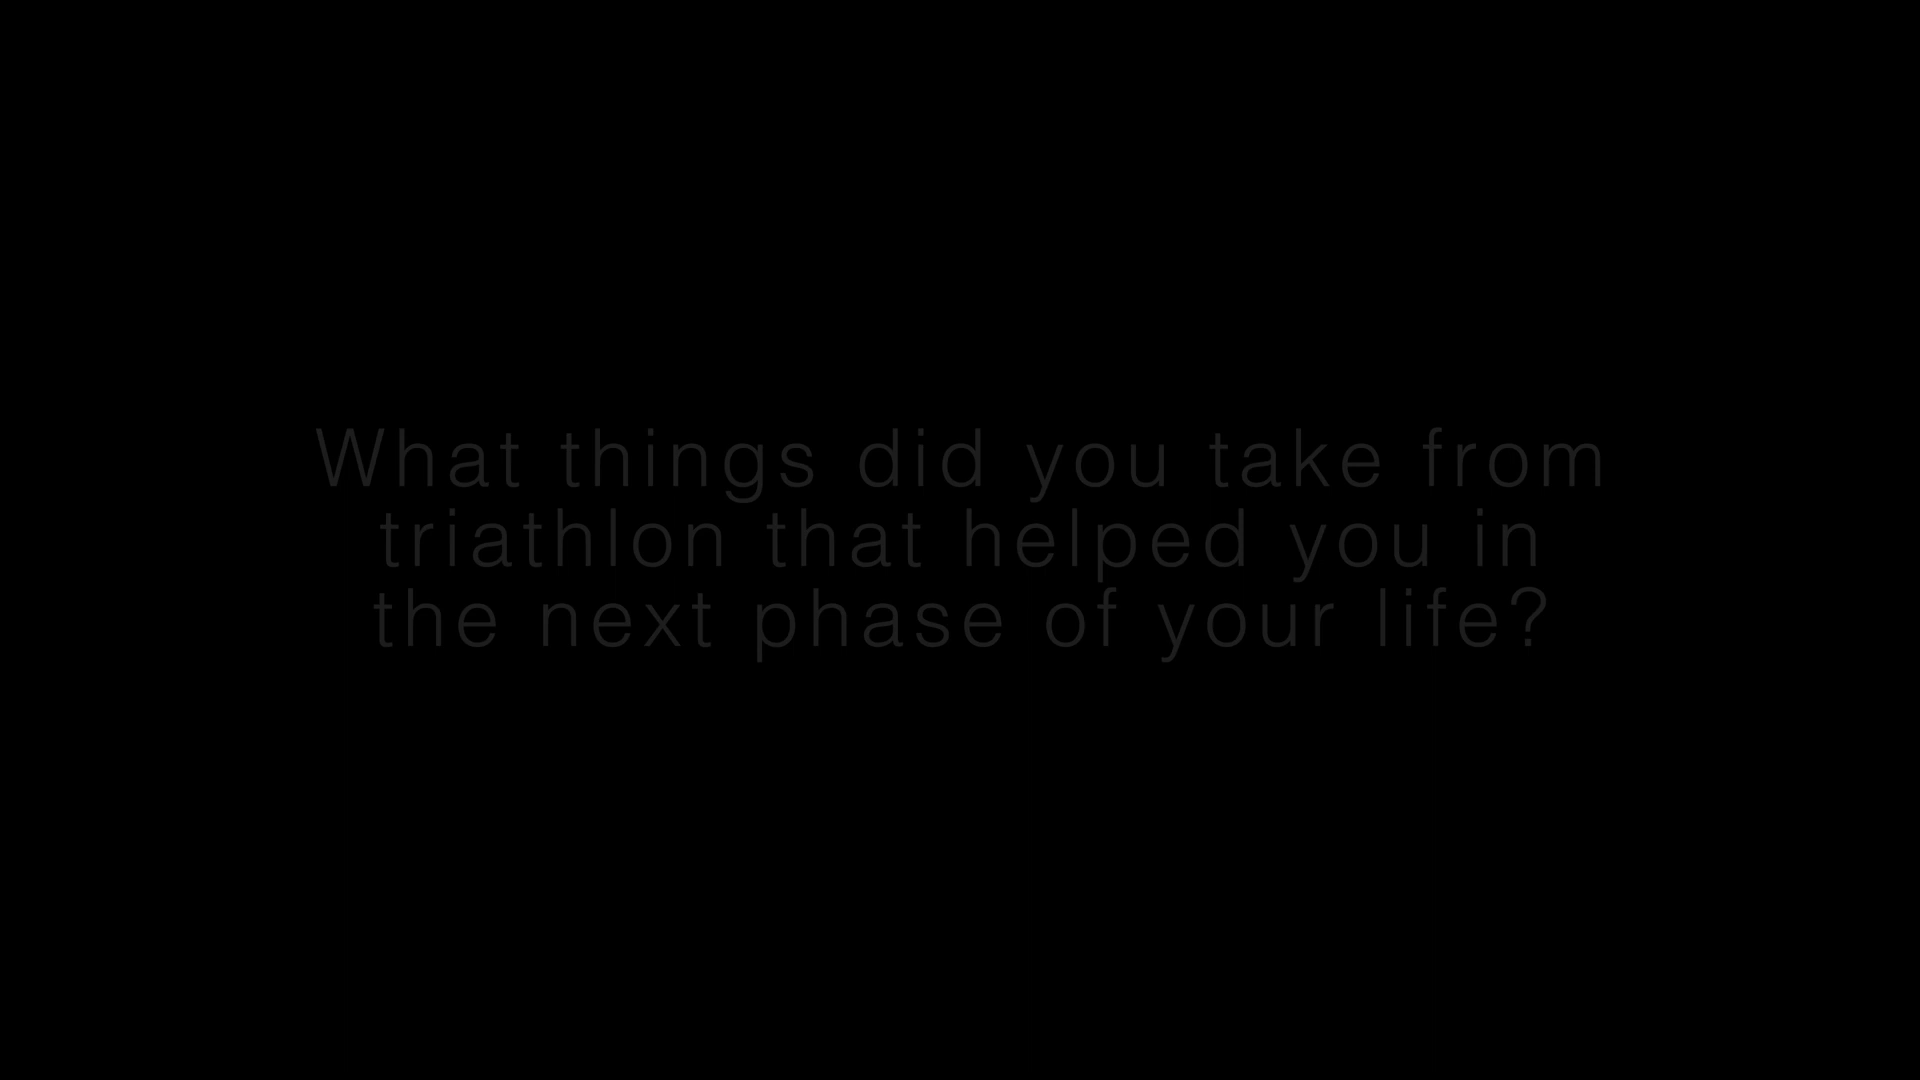 What things did you take from
triathlon that helped you in
the next phase of your life?